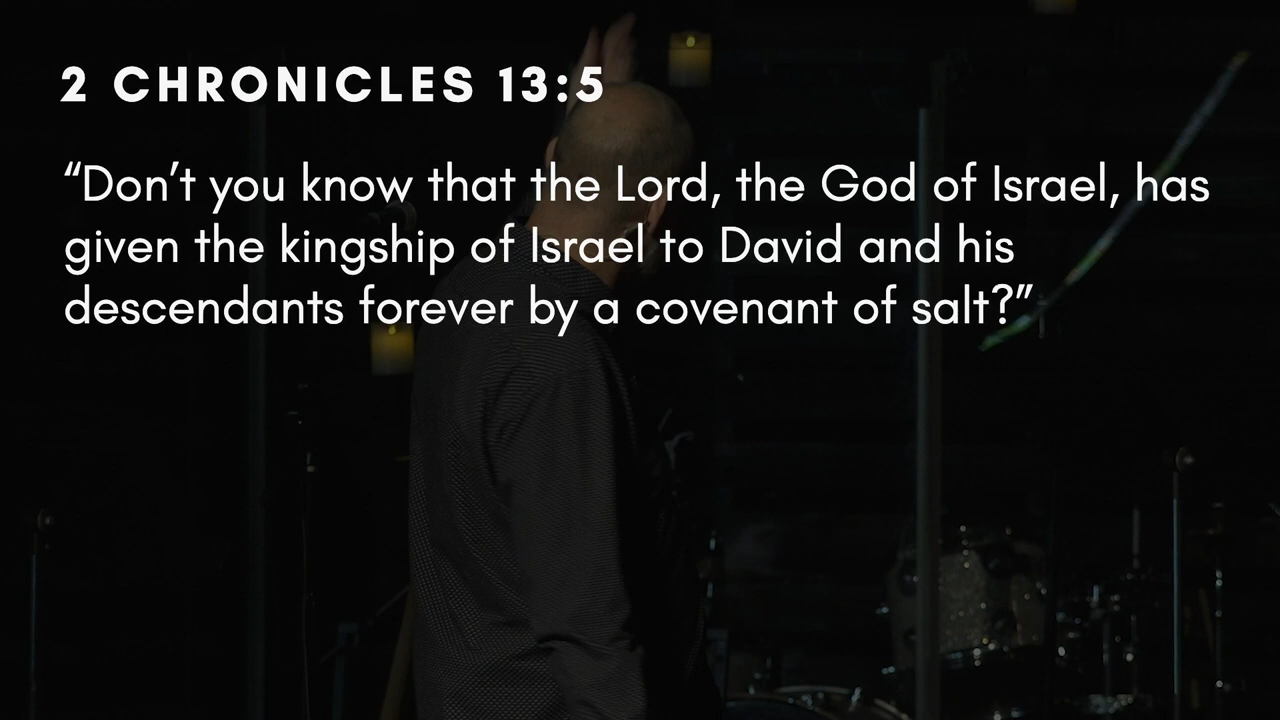 2 CHRONICLES 13:5
“Don’t you know that the Lord, the God of Israel, has
given the kingship of Israel to David and his
descendants forever by a covenant of salt?”